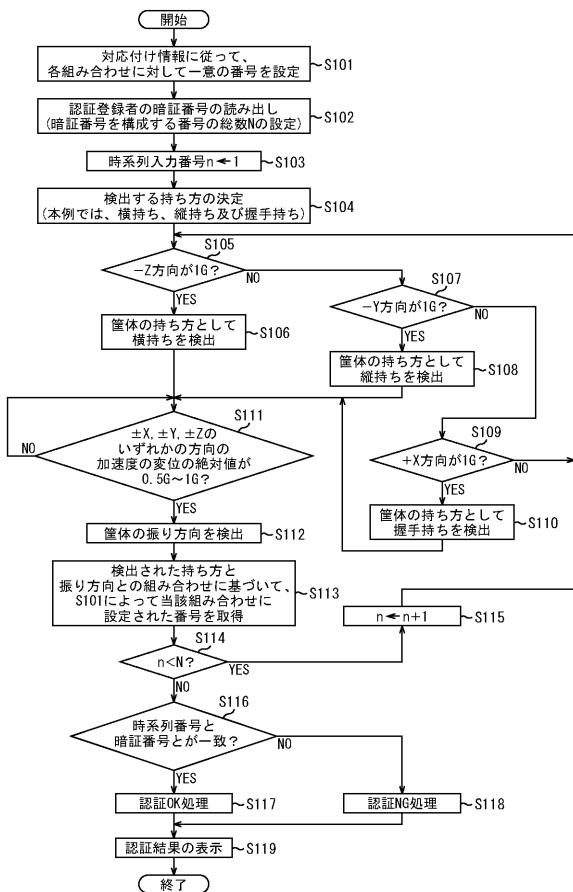 開始
対応付け情報に従って、
各組み合わせに対して一意の番号を設定
S101
認証登録者の暗証番号の読み出し
(暗証番号を構成する番号の総数Nの設定)
S102
時系列入力番号n←1
S103
検出する持ち方の決定
(本例では、横持ち、縦持ち及び握手持ち)
S104
S105
−Z方向が1G?
NO
YES
筐体の持ち方として
横持ちを検出
S106
S107
−Y方向が1G?
NO
YES
筐体の持ち方として
縦持ちを検出
S108
S109
+X方向が1G?
NO
YES
筐体の持ち方として
握手持ちを検出
S110
S111
±X,±Y,±Zの
いずれかの方向の
加速度の変位の絶対値が
0.5G~1G?
NO
YES
筐体の振り方向を検出
S112
検出された持ち方と
振り方向との組み合わせに基づいて、
S101によって当該組み合わせに
設定された番号を取得
S113
S114
n<N?
YES
NO
n←n+1
S115
S116
時系列番号と
暗証番号とが一致?
NO
YES
認証OK処理
S117
認証NG処理
S118
認証結果の表示
S119
終了